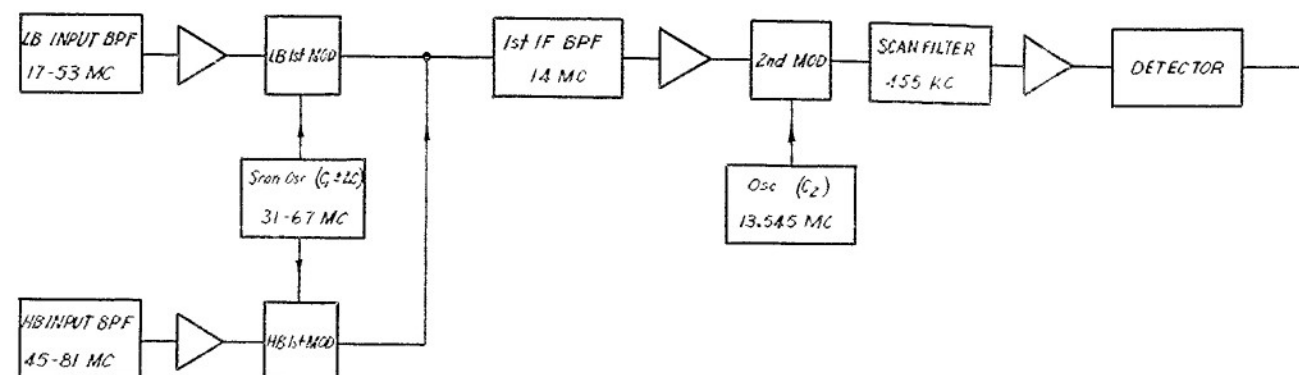 LB INPUT BPF
17-53 MC
LB 1st MOD
1st IF BPF
14 MC
2nd MOD
SCAN FILTER
455 KC
DETECTOR
Scan Osc (C₁ ± ΔC)
31-67 MC
Osc (C₂)
13.545 MC
HB INPUT BPF
45-81 MC
HB 1st MOD